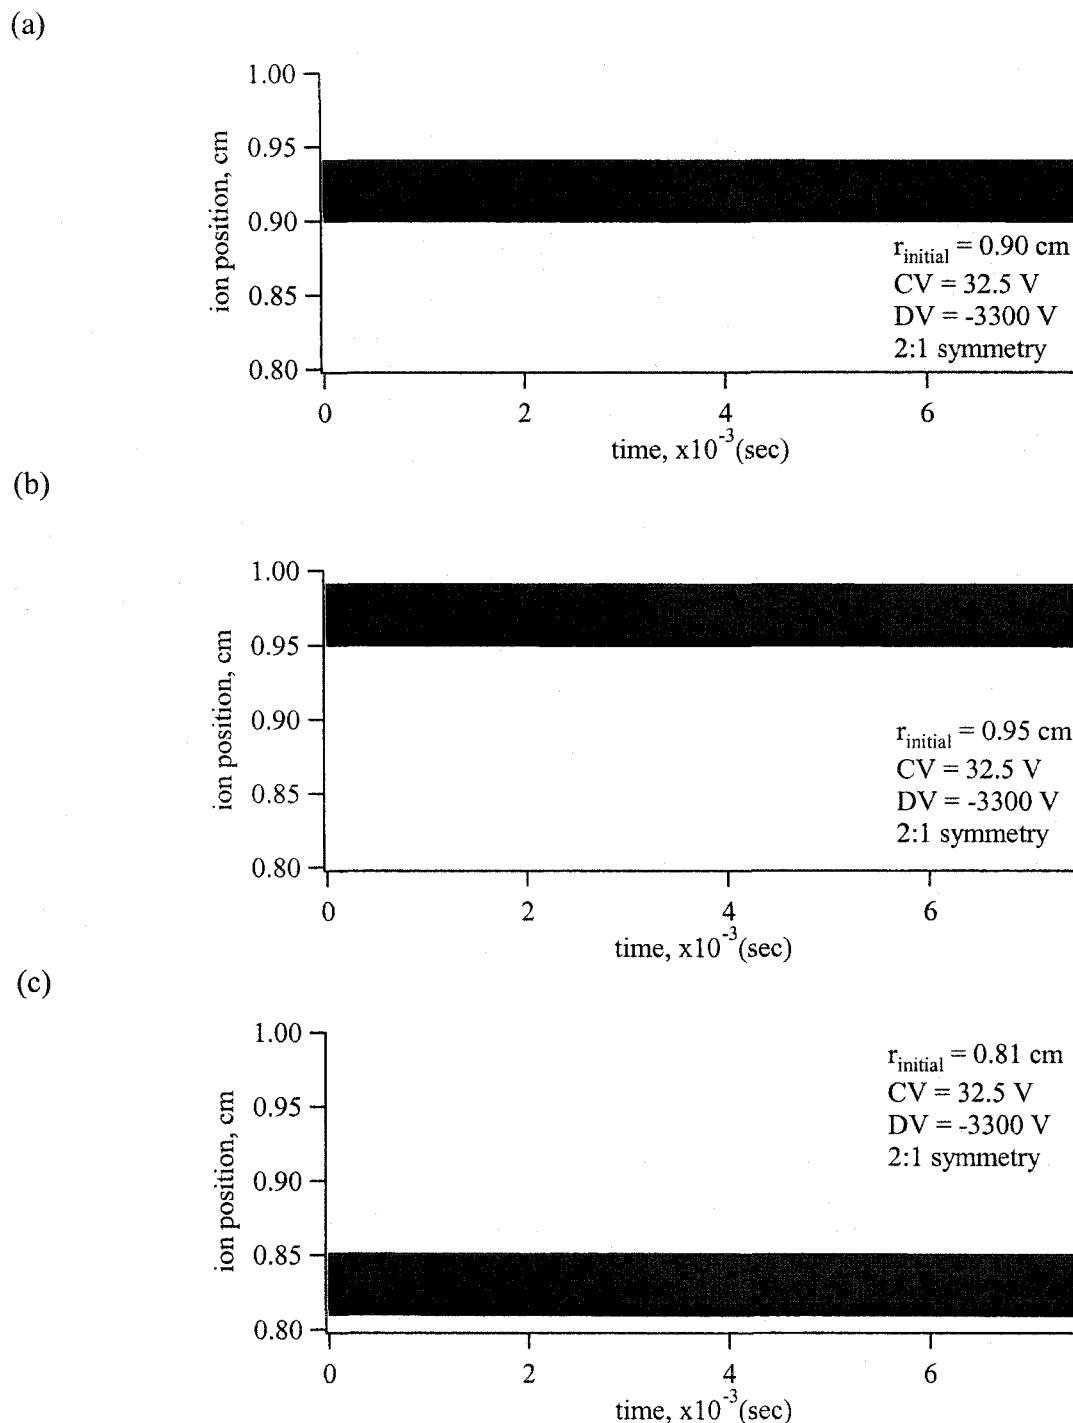 (a)
ion position, cm
1.00
0.95
0.90
0.85
0.80
r_initial = 0.90 cm
CV = 32.5 V
DV = -3300 V
2:1 symmetry
0 2 4 6
time, x10^-3(sec)
(b)
ion position, cm
1.00
0.95
0.90
0.85
0.80
r_initial = 0.95 cm
CV = 32.5 V
DV = -3300 V
2:1 symmetry
0 2 4 6
time, x10^-3(sec)
(c)
ion position, cm
1.00
0.95
0.90
0.85
0.80
r_initial = 0.81 cm
CV = 32.5 V
DV = -3300 V
2:1 symmetry
0 2 4 6
time, x10^-3(sec)